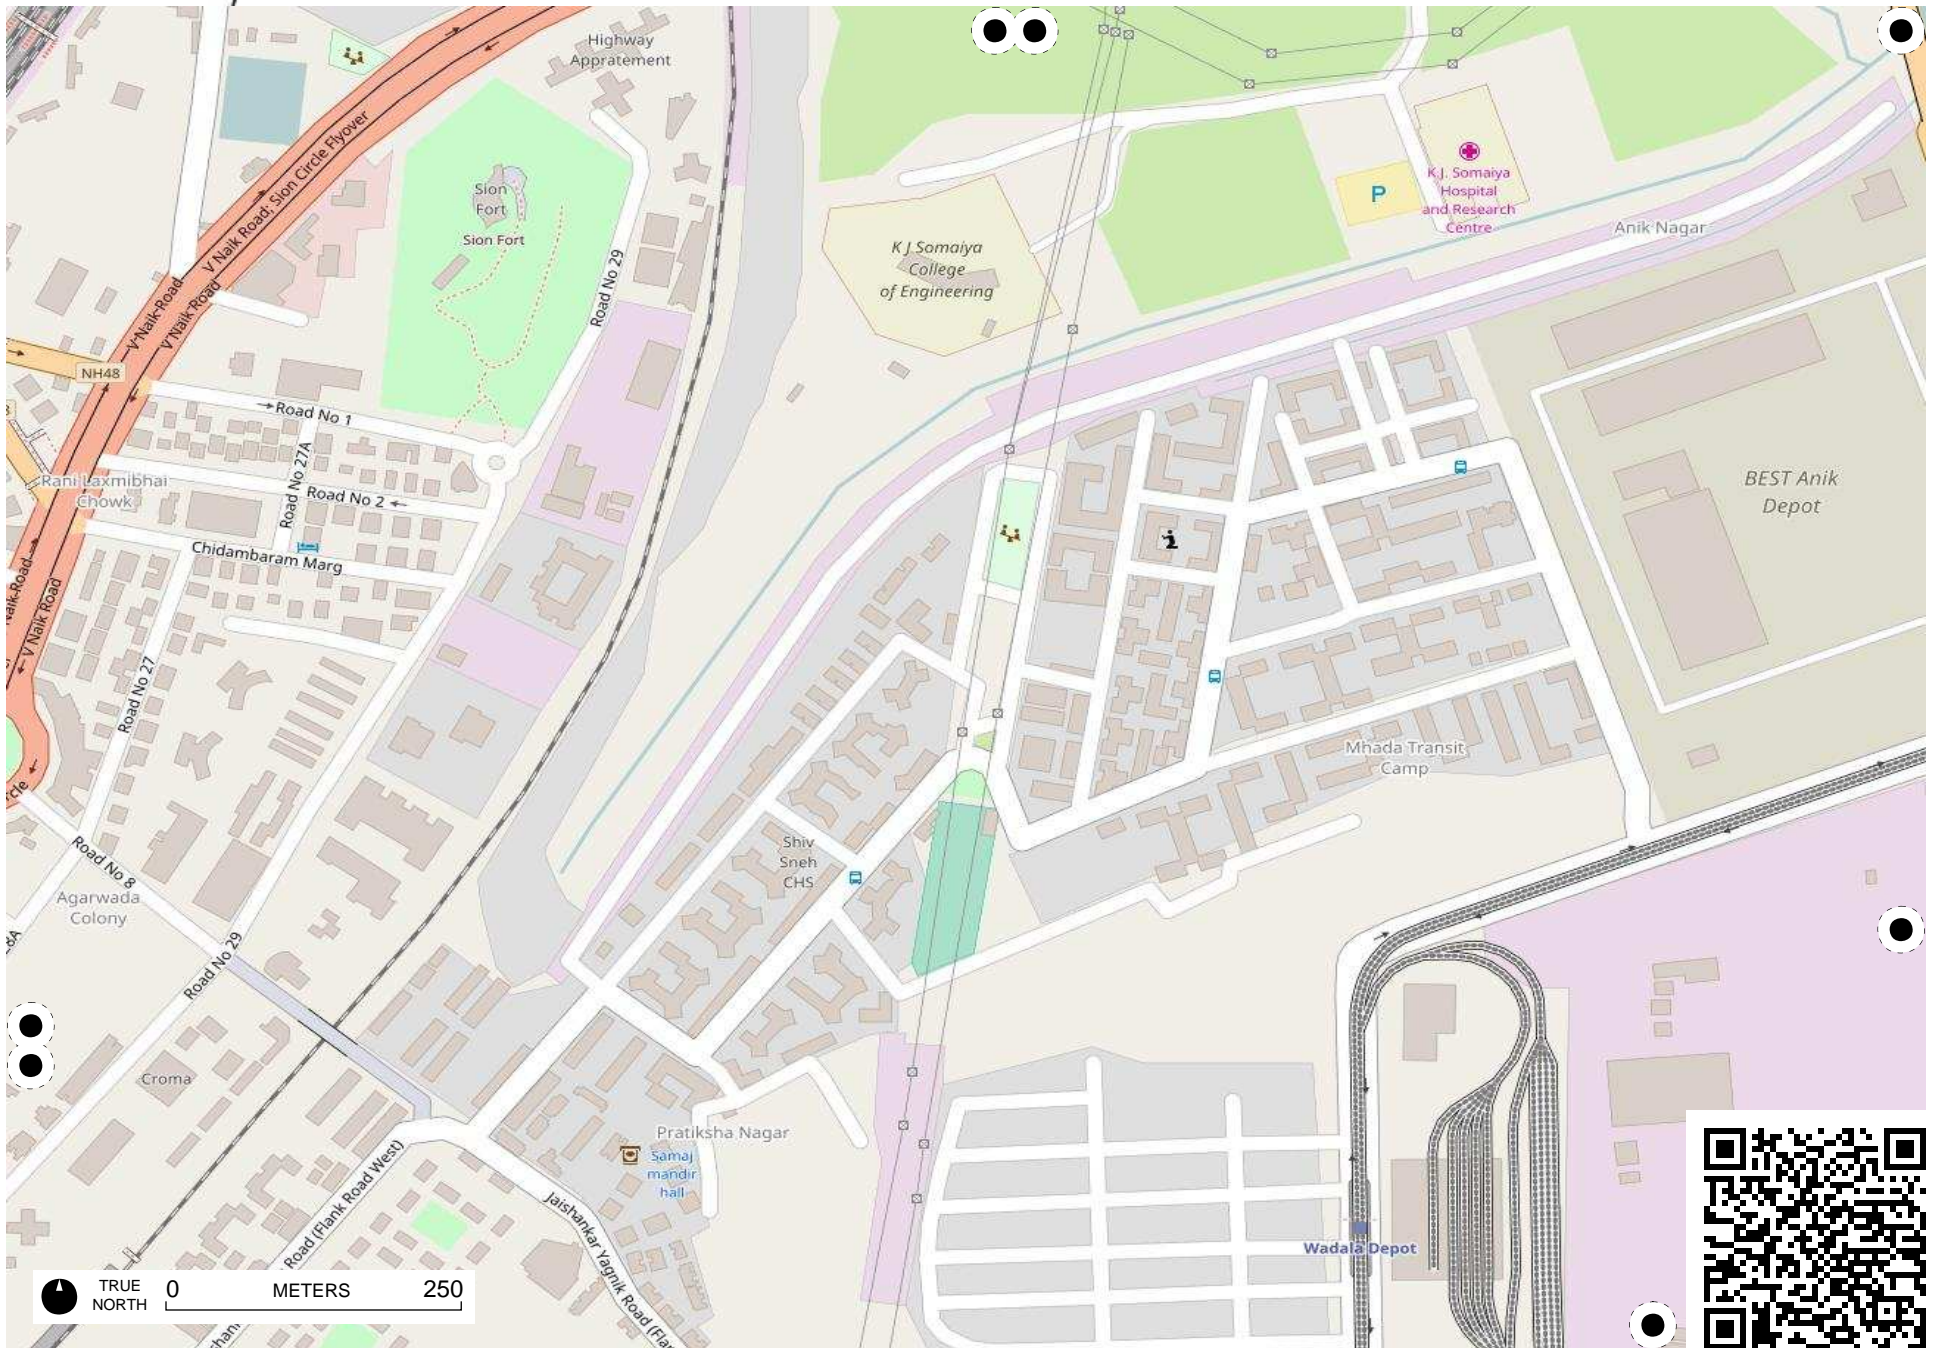 Highway
Appratement
V Naik Road; Sion Circle Flyover
Sion
Fort
Sion Fort
K.J. Somaiya
Hospital
and Research
Centre
P
Anik Nagar
K J Somaiya
College
of Engineering
Road No 29
V Naik Road
V Naik Road
NH48
Road No 1
Road No 27A
Rani Laxmibhai
Chowk
Road No 2
BEST Anik
Depot
Chidambaram Marg
Naik Road
V Naik Road
Road No 27
Mhada Transit
Camp
Shiv
Sneh
CHS
Road No 8
Agarwada
Colony
Road No 29
Croma
Pratiksha Nagar
Samaj
mandir
hall
Road (Flank Road West)
Jaishankar Yagnik Road (Fla
Wadala Depot
TRUE
NORTH
0 METERS 250